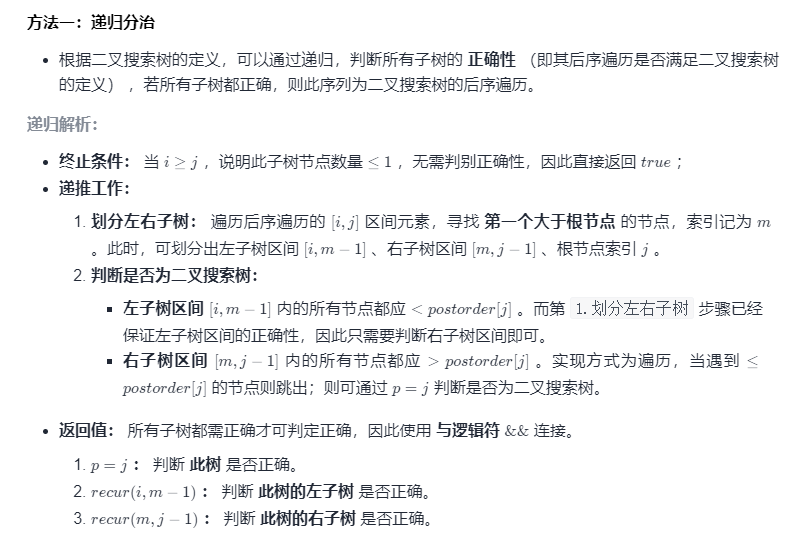 方法一：递归分治
• 根据二叉搜索树的定义，可以通过递归，判断所有子树的 正确性 （即其后序遍历是否满足二叉搜索树
的定义） ，若所有子树都正确，则此序列为二叉搜索树的后序遍历。
递归解析：
• 终止条件： 当 i ≥ j ，说明此子树节点数量 ≤ 1 ，无需判别正确性，因此直接返回 true ；
• 递推工作：
1. 划分左右子树： 遍历后序遍历的 [i, j] 区间元素，寻找 第一个大于根节点 的节点，索引记为 m
。此时，可划分出左子树区间 [i, m − 1] 、右子树区间 [m, j − 1] 、根节点索引 j 。
2. 判断是否为二叉搜索树：
▪ 左子树区间 [i, m − 1] 内的所有节点都应 < postorder[j] 。而第 1.划分左右子树 步骤已经
保证左子树区间的正确性，因此只需要判断右子树区间即可。
▪ 右子树区间 [m, j − 1] 内的所有节点都应 > postorder[j] 。实现方式为遍历，当遇到 ≤
postorder[j] 的节点则跳出；则可通过 p = j 判断是否为二叉搜索树。
• 返回值： 所有子树都需正确才可判定正确，因此使用 与逻辑符 && 连接。
1. p = j ： 判断 此树 是否正确。
2. recur(i, m − 1) ： 判断 此树的左子树 是否正确。
3. recur(m, j − 1) ： 判断 此树的右子树 是否正确。